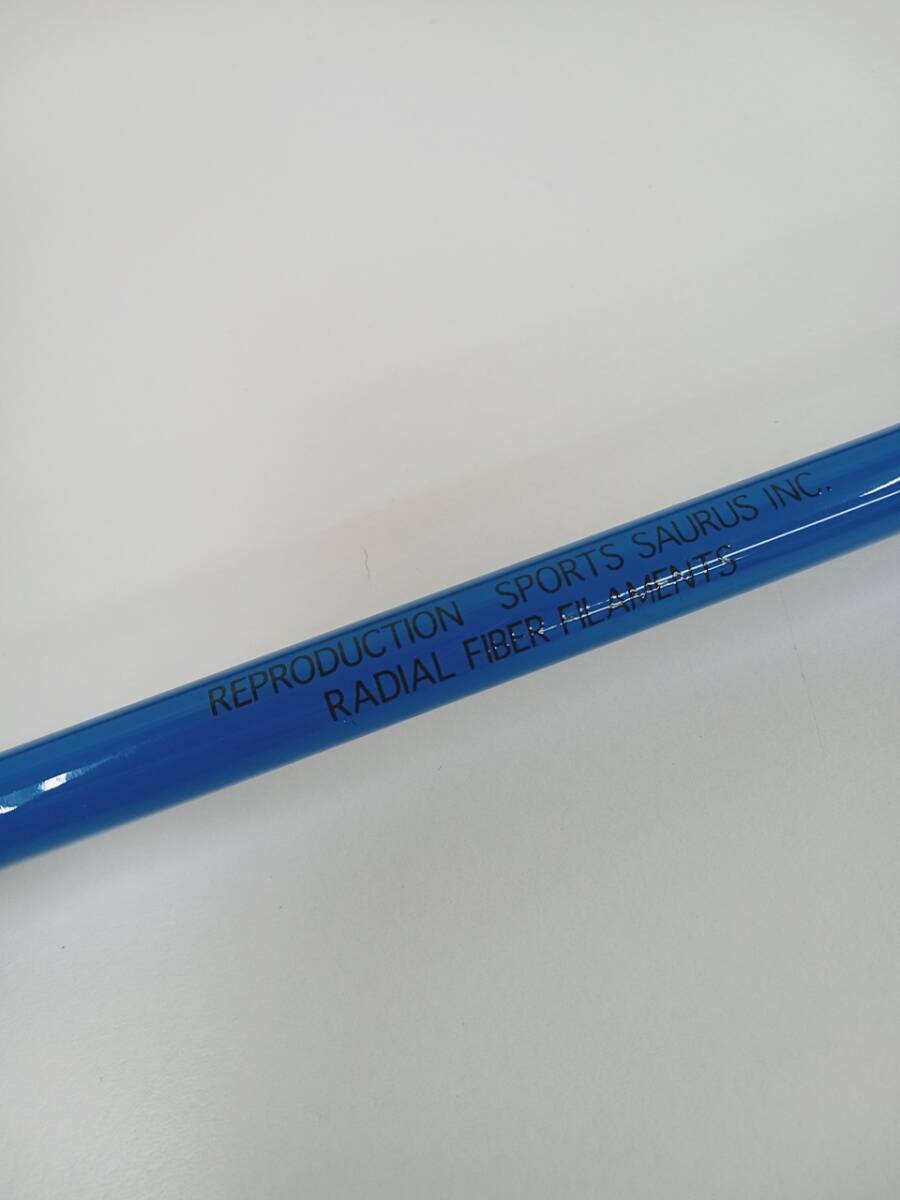 REPRODUCTION SPORTS SAURUS INC..
RADIAL FIBER FILAMENTS